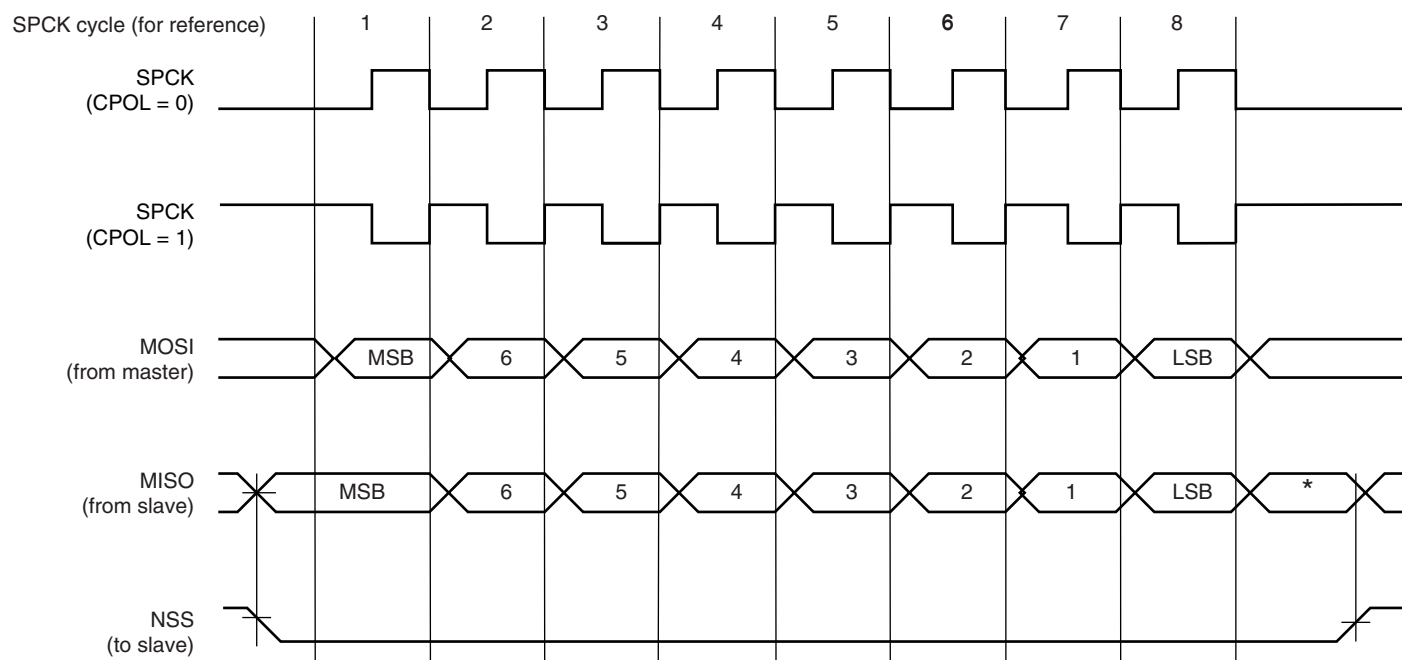 SPCK cycle (for reference) 1 2 3 4 5 6 7 8
SPCK
(CPOL = 0)
SPCK
(CPOL = 1)
MOSI
(from master)
MSB 6 5 4 3 2 1 LSB
MISO
(from slave)
MSB 6 5 4 3 2 1 LSB *
NSS
(to slave)